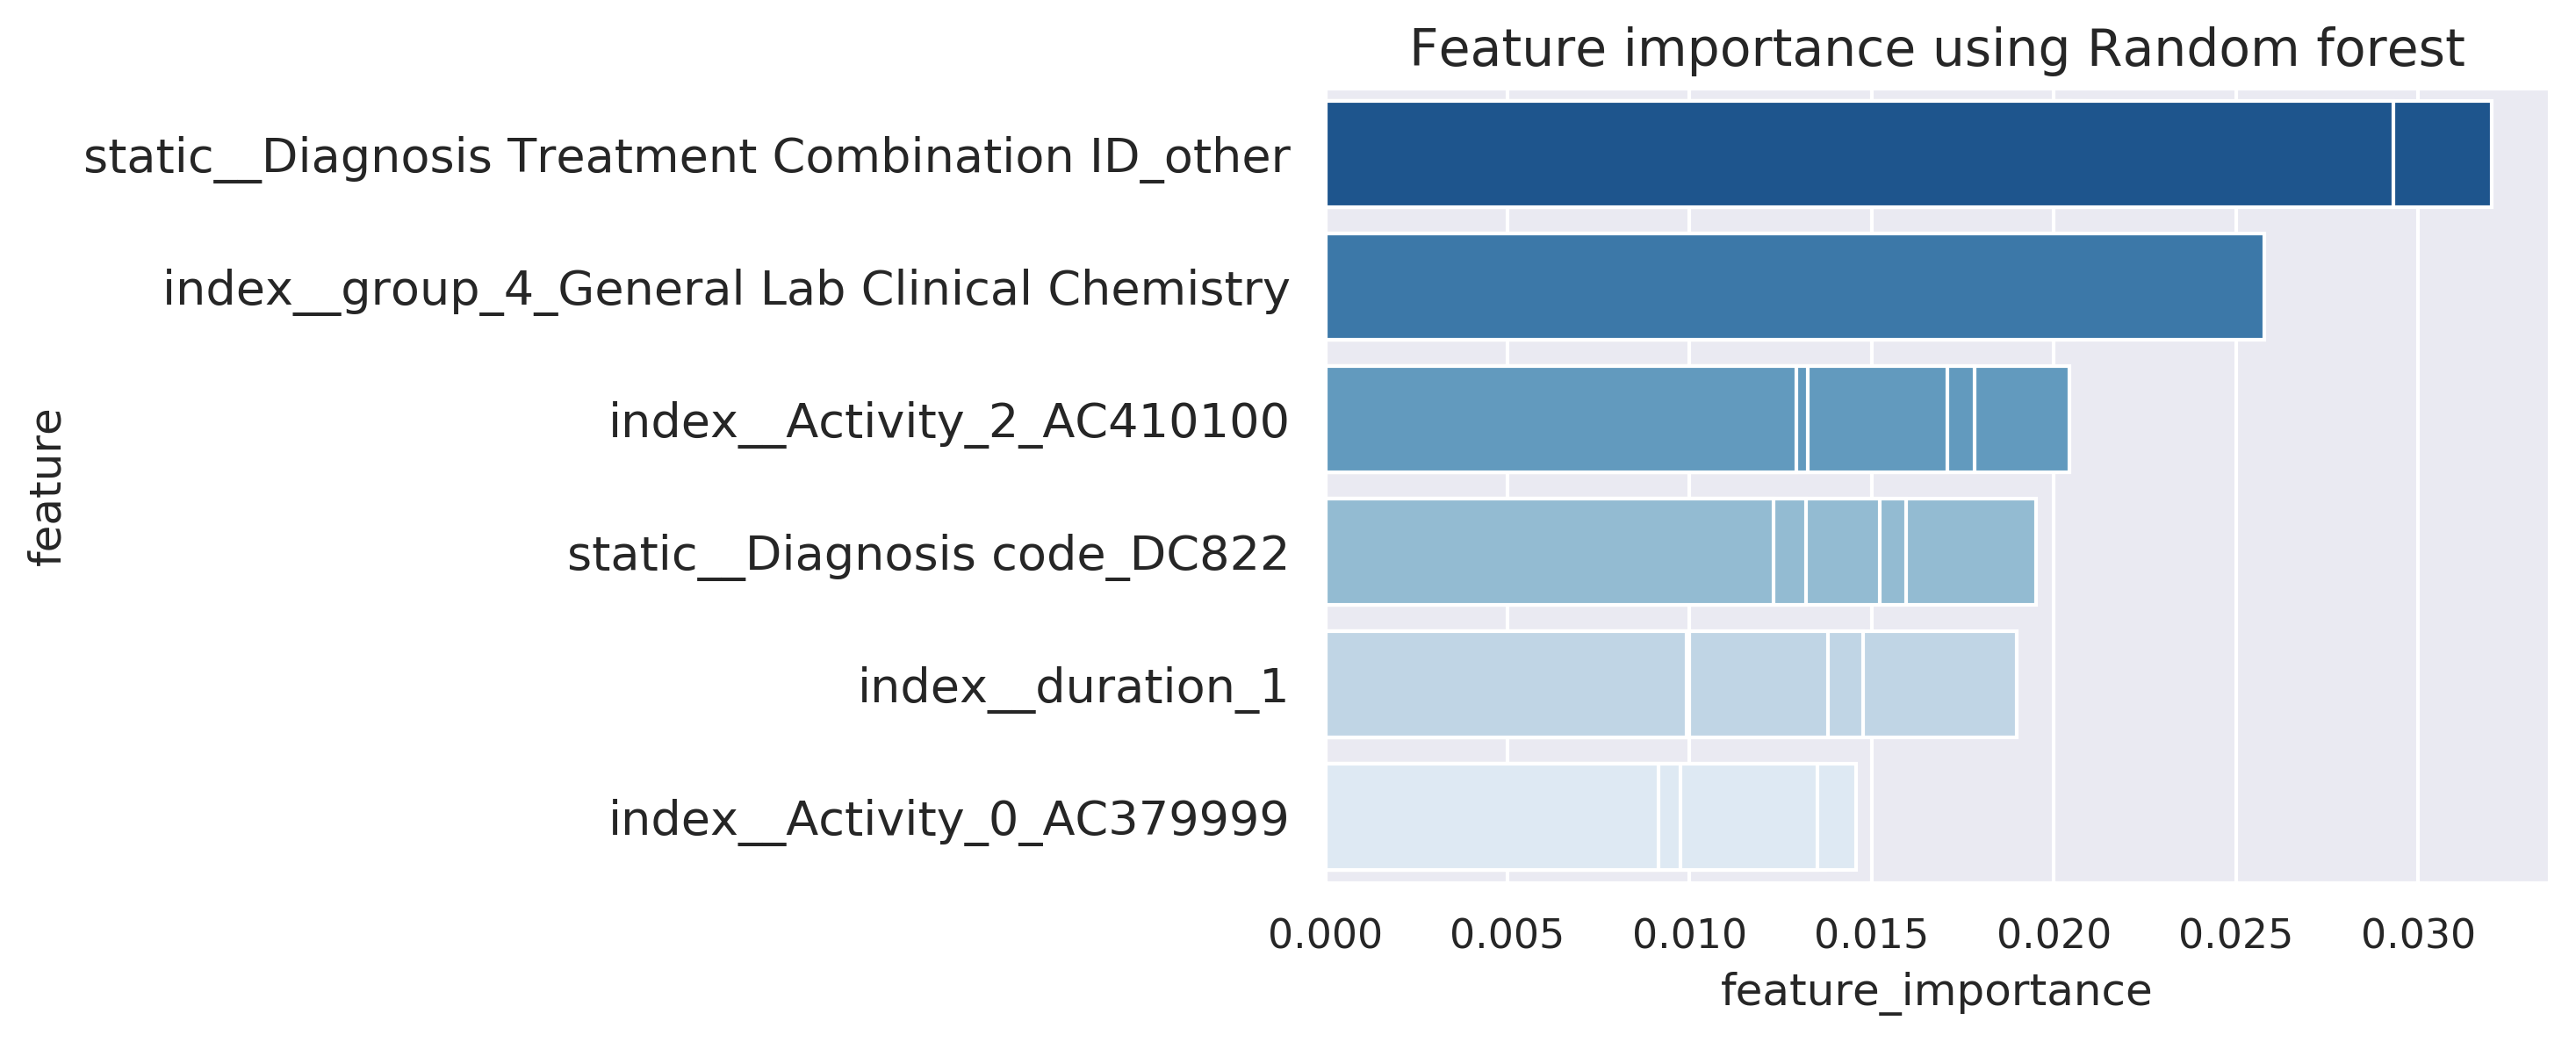 Feature importance using Random forest
feature
static__Diagnosis Treatment Combination ID_other
index__group_4_General Lab Clinical Chemistry
index__Activity_2_AC410100
static__Diagnosis code_DC822
index__duration_1
index__Activity_0_AC379999
0.000 0.005 0.010 0.015 0.020 0.025 0.030
feature_importance